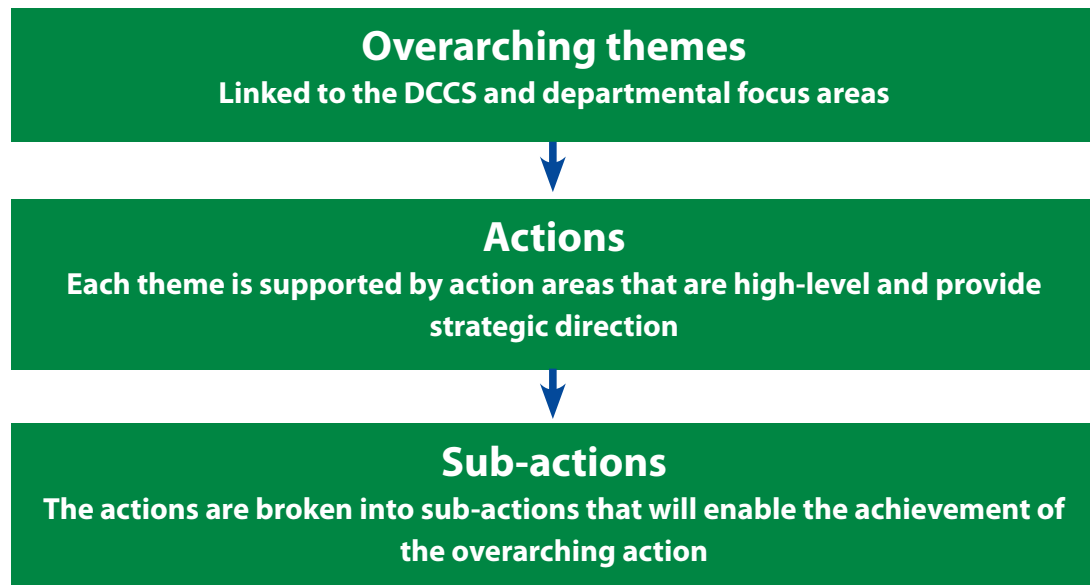 Overarching themes
Linked to the DCCS and departmental focus areas
Actions
Each theme is supported by action areas that are high-level and provide
strategic direction
Sub-actions
The actions are broken into sub-actions that will enable the achievement of
the overarching action